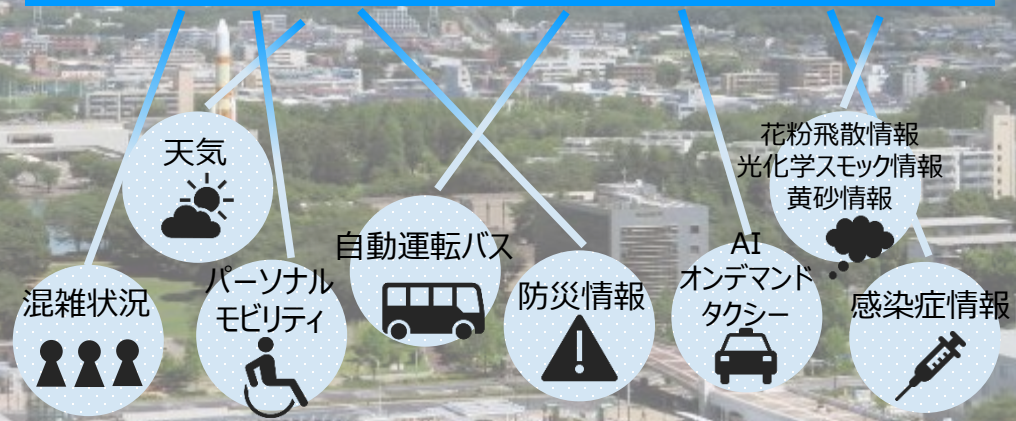 天気
花粉飛散情報
光化学スモック情報
黄砂情報
自動運転バス
AI
オンデマンド
タクシー
混雑状況
パーソナル
モビリティ
防災情報
感染症情報